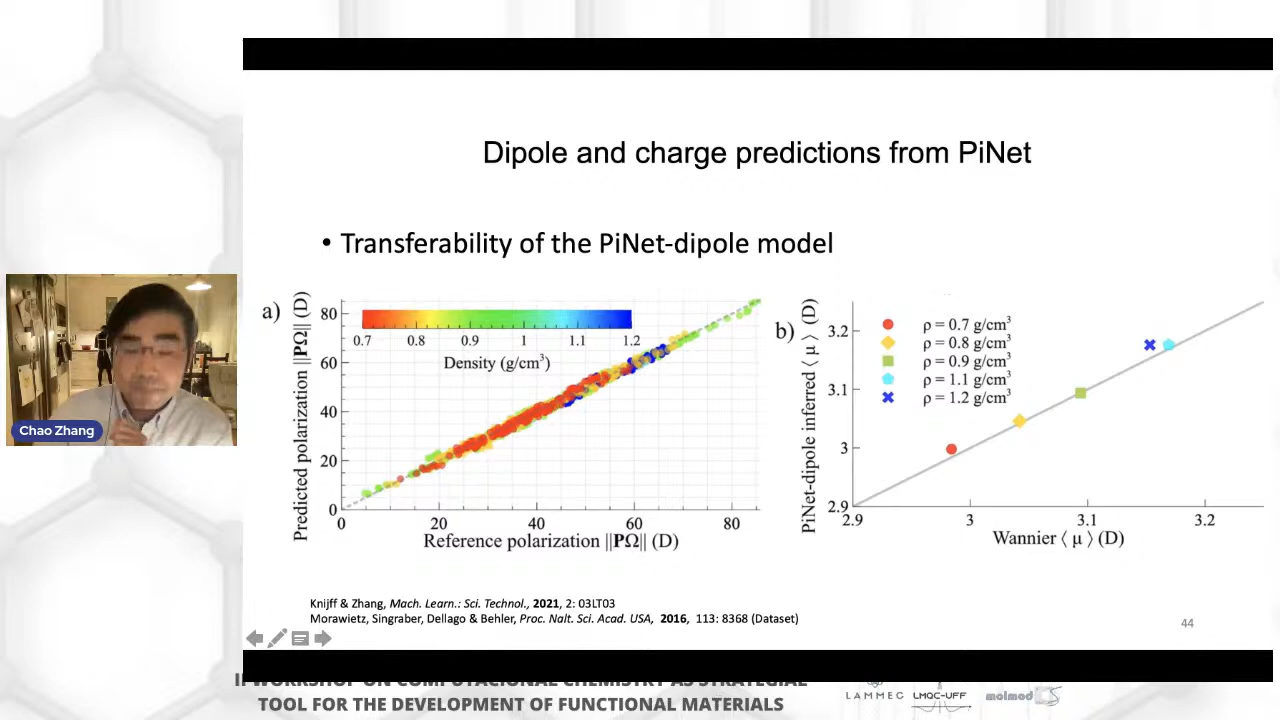 Dipole and charge predictions from PiNet
• Transferability of the PiNet-dipole model
a)
Predicted polarization ||PΩ|| (D)
80
60
40
20
0
0.7 0.8 0.9 1 1.1 1.2
Density (g/cm³)
0 20 40 60 80
Reference polarization ||PΩ|| (D)
b)
PiNet-dipole inferred ⟨ μ ⟩ (D)
3.2
3.1
3
2.9
ρ = 0.7 g/cm³
ρ = 0.8 g/cm³
ρ = 0.9 g/cm³
ρ = 1.1 g/cm³
ρ = 1.2 g/cm³
2.9 3 3.1 3.2
Wannier ⟨ μ ⟩ (D)
Chao Zhang
Knijff & Zhang, Mach. Learn.: Sci. Technol., 2021, 2: 03LT03
Morawietz, Singraber, Dellago & Behler, Proc. Nalt. Sci. Acad. USA, 2016, 113: 8368 (Dataset)
44
II WORKSHOP ON COMPUTACIONAL CHEMISTRY AS STRATEGIAL
TOOL FOR THE DEVELOPMENT OF FUNCTIONAL MATERIALS
LAMMEC LMQC-UFF molmod CS